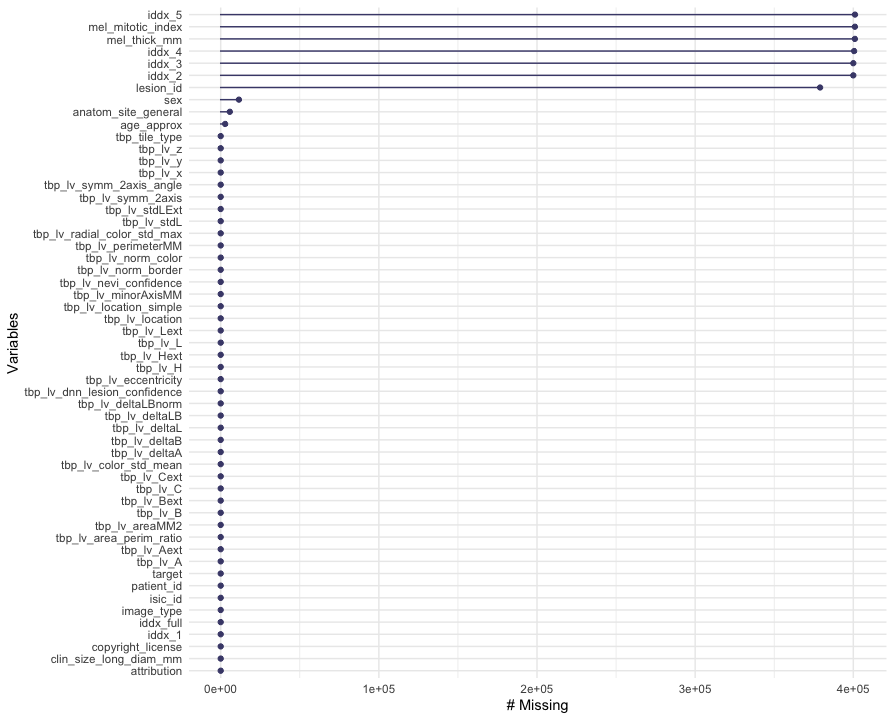 iddx_5
mel_mitotic_index
mel_thick_mm
iddx_4
iddx_3
iddx_2
lesion_id
sex
anatom_site_general
age_approx
tbp_tile_type
tbp_lv_z
tbp_lv_y
tbp_lv_x
tbp_lv_symm_2axis_angle
tbp_lv_symm_2axis
tbp_lv_stdLExt
tbp_lv_stdL
tbp_lv_radial_color_std_max
tbp_lv_perimeterMM
tbp_lv_norm_color
tbp_lv_norm_border
tbp_lv_nevi_confidence
tbp_lv_minorAxisMM
tbp_lv_location_simple
tbp_lv_location
tbp_lv_Lext
tbp_lv_L
tbp_lv_Hext
tbp_lv_H
tbp_lv_eccentricity
tbp_lv_dnn_lesion_confidence
tbp_lv_deltaLBnorm
tbp_lv_deltaLB
tbp_lv_deltaL
tbp_lv_deltaB
tbp_lv_deltaA
tbp_lv_color_std_mean
tbp_lv_Cext
tbp_lv_C
tbp_lv_Bext
tbp_lv_B
tbp_lv_areaMM2
tbp_lv_area_perim_ratio
tbp_lv_Aext
tbp_lv_A
target
patient_id
isic_id
image_type
iddx_full
iddx_1
copyright_license
clin_size_long_diam_mm
attribution
Variables
0e+00 1e+05 2e+05 3e+05 4e+05
# Missing